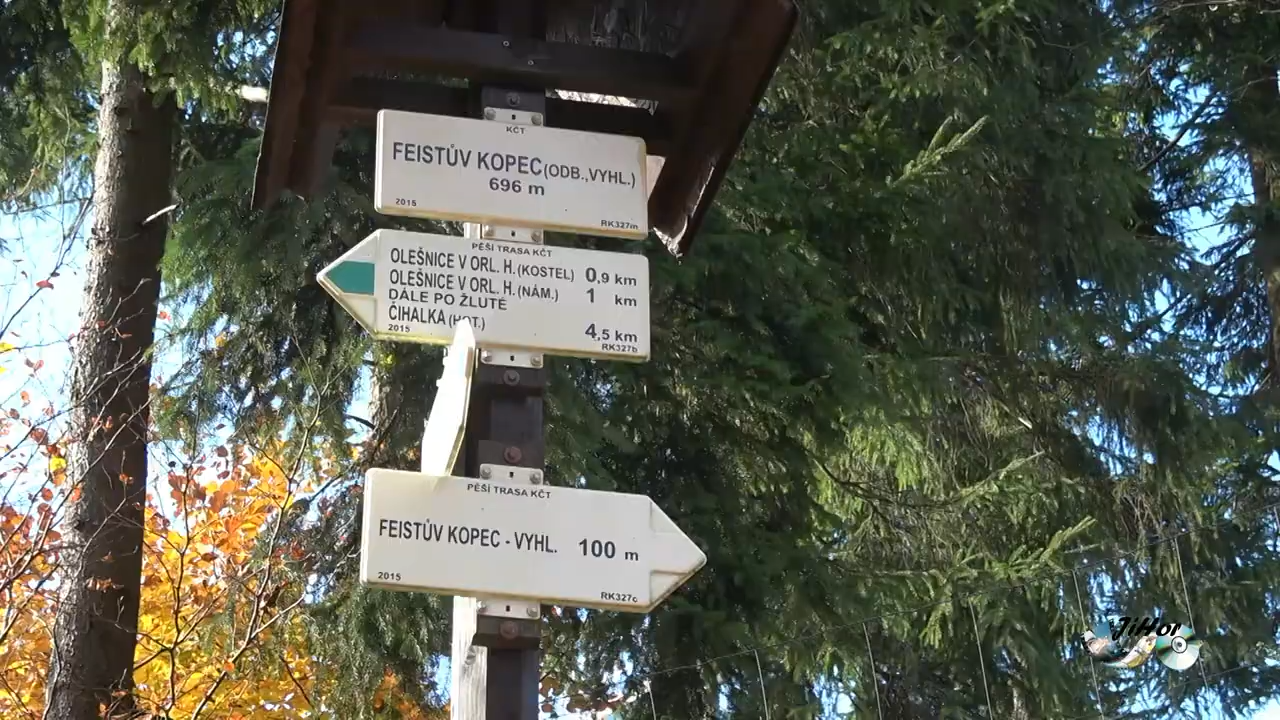 KČT
FEISTŮV KOPEC (ODB.,VYHL.)
696 m
2015 RK327m
PĚŠÍ TRASA KČT
OLEŠNICE V ORL. H. (KOSTEL) 0,9 km
OLEŠNICE V ORL. H. (NÁM.) 1 km
DÁLE PO ŽLUTÉ
ČIHALKA (HOT.) 4,5 km
2015 RK327b
PĚŠÍ TRASA KČT
FEISTŮV KOPEC - VYHL. 100 m
2015 RK327c
JiHor